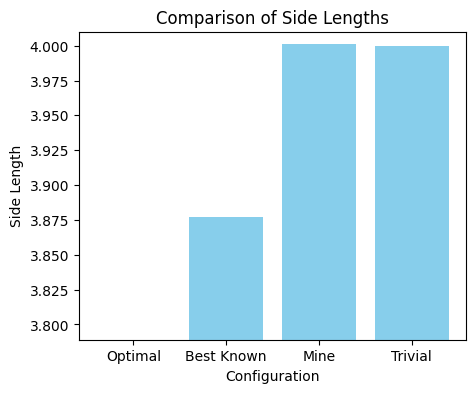 Comparison of Side Lengths
4.000
3.975
3.950
3.925
3.900
3.875
3.850
3.825
3.800
Side Length
Optimal Best Known Mine Trivial
Configuration